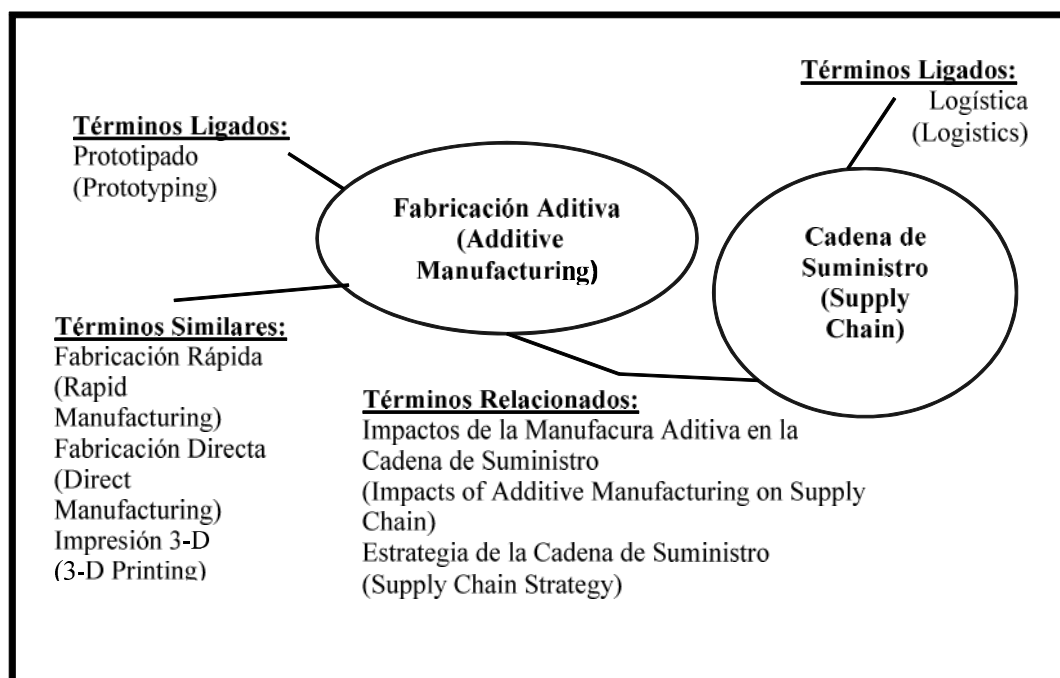 Términos Ligados:
Prototipado
(Prototyping)
Fabricación Aditiva
(Additive
Manufacturing)
Términos Ligados:
Logística
(Logistics)
Cadena de
Suministro
(Supply
Chain)
Términos Similares:
Fabricación Rápida
(Rapid
Manufacturing)
Fabricación Directa
(Direct
Manufacturing)
Impresión 3-D
(3-D Printing)
Términos Relacionados:
Impactos de la Manufacura Aditiva en la
Cadena de Suministro
(Impacts of Additive Manufacturing on Supply
Chain)
Estrategia de la Cadena de Suministro
(Supply Chain Strategy)